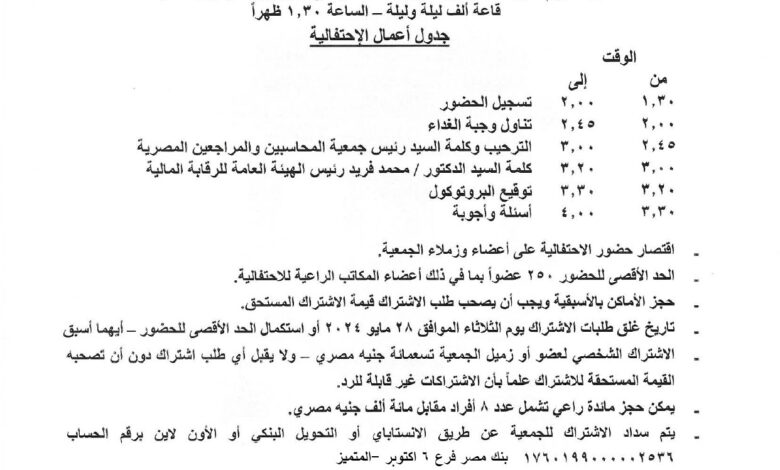 قاعة ألف ليلة وليلة – الساعة ١,٣٠ ظهراً
جدول أعمال الإحتفالية
الوقت
من إلى
١,٣٠ ٢,٠٠ تسجيل الحضور
٢,٠٠ ٢,٤٥ تناول وجبة الغداء
٢,٤٥ ٣,٠٠ الترحيب وكلمة السيد رئيس جمعية المحاسبين والمراجعين المصرية
٣,٠٠ ٣,٢٠ كلمة السيد الدكتور / محمد فريد رئيس الهيئة العامة للرقابة المالية
٣,٢٠ ٣,٣٠ توقيع البروتوكول
٣,٣٠ ٤,٠٠ أسئلة وأجوبة
- اقتصار حضور الاحتفالية على أعضاء وزملاء الجمعية.
- الحد الأقصى للحضور ٢٥٠ عضواً بما في ذلك أعضاء المكاتب الراعية للاحتفالية.
- حجز الأماكن بالأسبقية ويجب أن يصحب طلب الاشتراك قيمة الاشتراك المستحق.
- تاريخ غلق طلبات الاشتراك يوم الثلاثاء الموافق ٢٨ مايو ٢٠٢٤ أو استكمال الحد الأقصى للحضور – أيهما أسبق
- الاشتراك الشخصي لعضو أو زميل الجمعية تسعمائة جنيه مصري – ولا يقبل أي طلب اشتراك دون أن تصحبه
القيمة المستحقة للاشتراك علماً بأن الاشتراكات غير قابلة للرد.
- يمكن حجز مائدة راعي تشمل عدد ٨ أفراد مقابل مائة ألف جنيه مصري.
- يتم سداد الاشتراك للجمعية عن طريق الانستاباي أو التحويل البنكي أو الأون لاين برقم الحساب
١٧٦٠١٩٩٠٠٠٠٠٢٥٣٦ بنك مصر فرع ٦ اكتوبر –المتميز